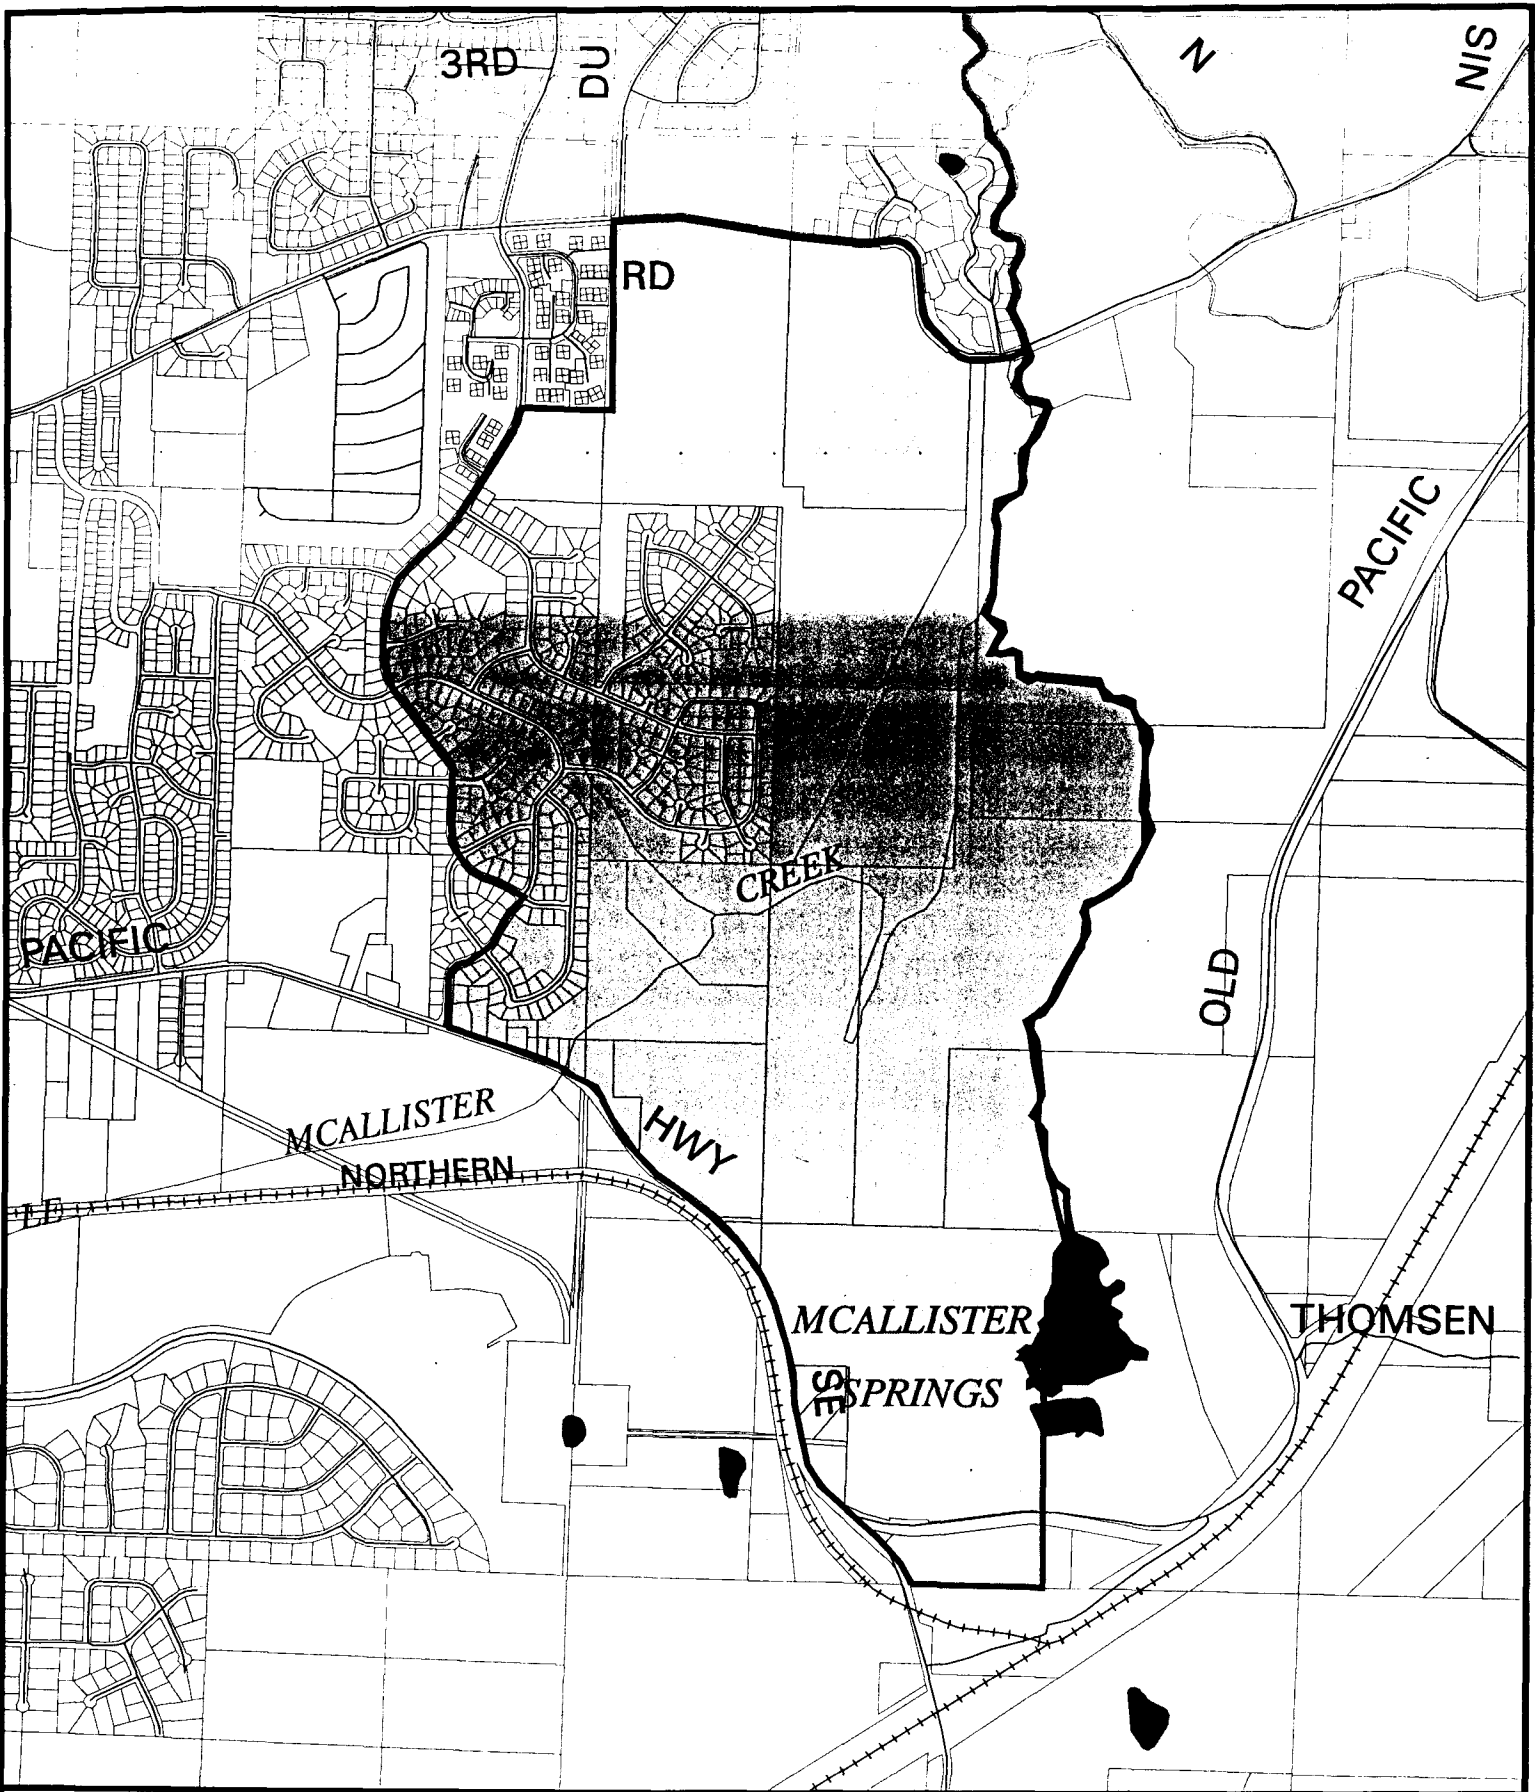 3RD
DU
N
NIS
RD
PACIFIC
CREEK
PACIFIC
OLD
MCALLISTER
HWY
NORTHERN
LE
MCALLISTER
THOMSEN
SE
SPRINGS